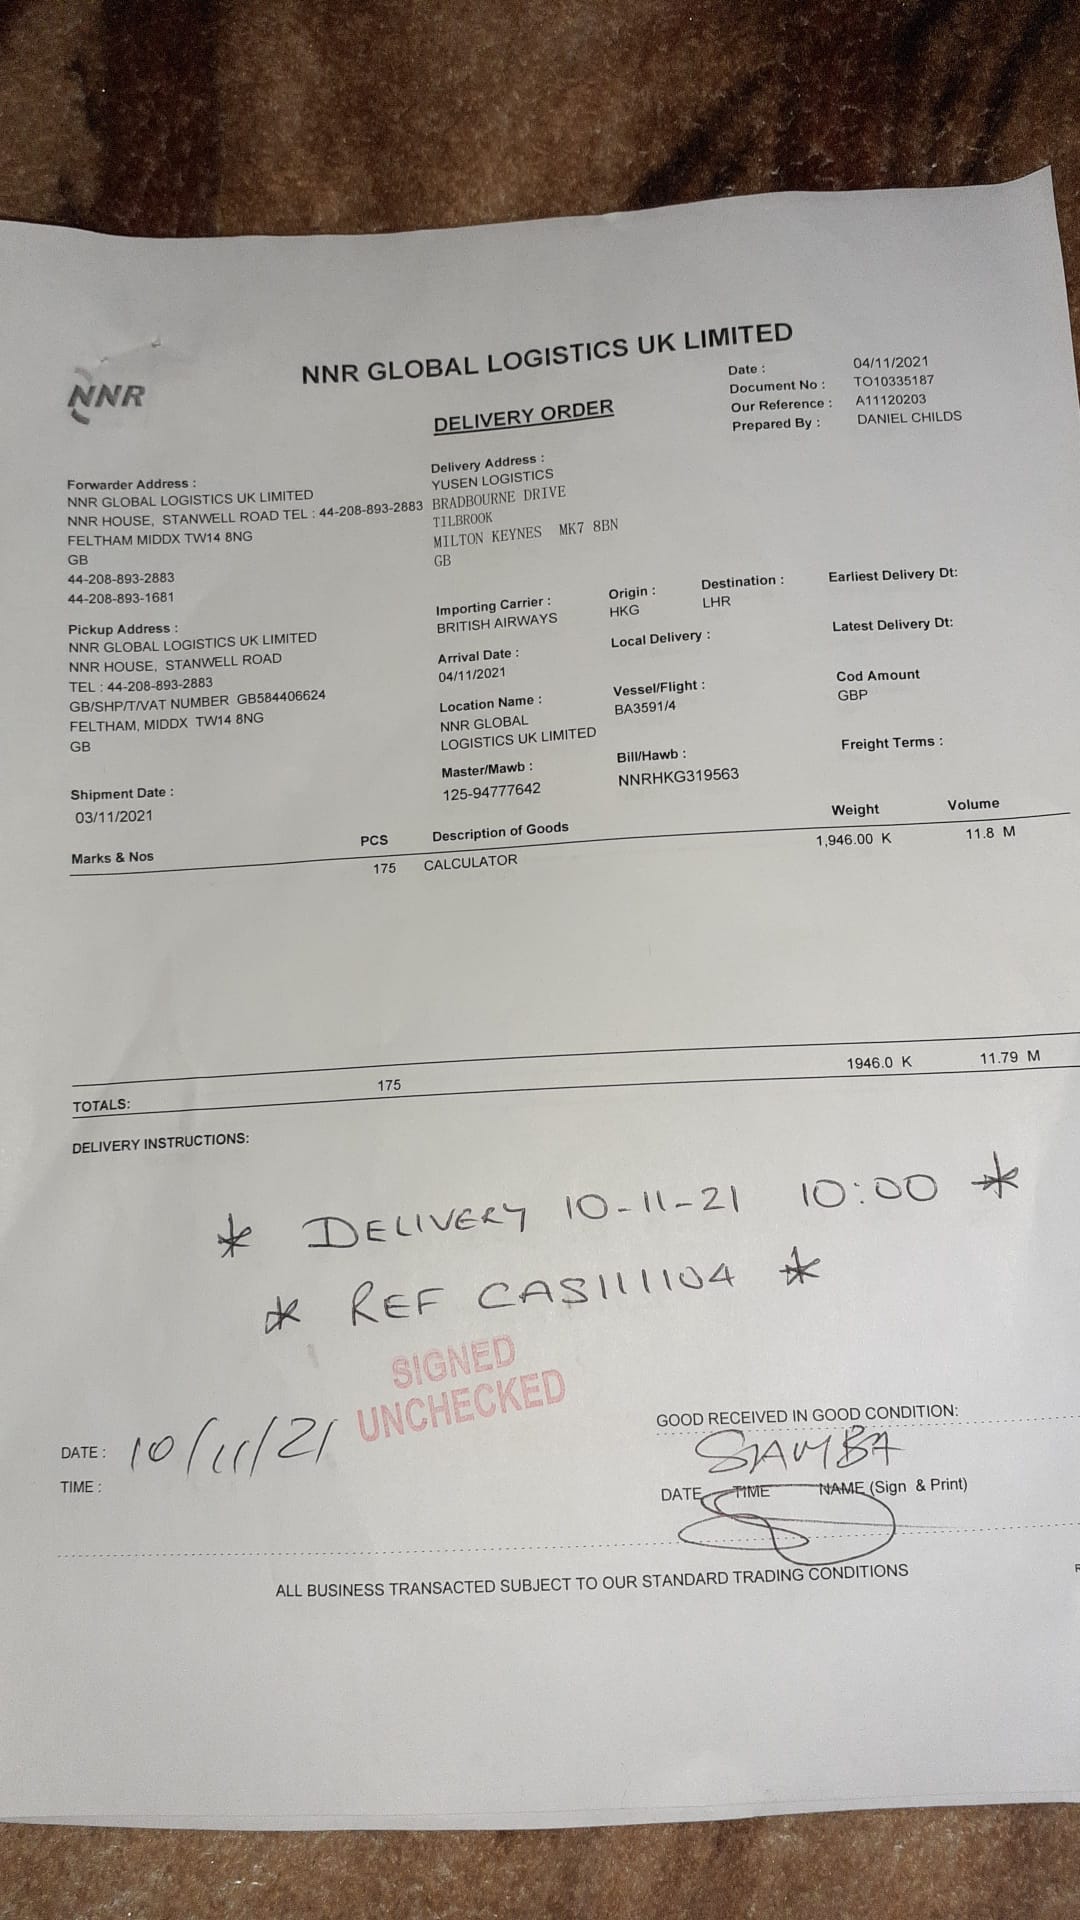 NNR
NNR GLOBAL LOGISTICS UK LIMITED
DELIVERY ORDER
Date : 04/11/2021
Document No : TO10335187
Our Reference : A11120203
Prepared By : DANIEL CHILDS
Forwarder Address :
NNR GLOBAL LOGISTICS UK LIMITED
NNR HOUSE, STANWELL ROAD TEL : 44-208-893-2883
FELTHAM MIDDX TW14 8NG
GB
44-208-893-2883
44-208-893-1681
Delivery Address :
YUSEN LOGISTICS
BRADBOURNE DRIVE
TILBROOK
MILTON KEYNES MK7 8BN
GB
Pickup Address :
NNR GLOBAL LOGISTICS UK LIMITED
NNR HOUSE, STANWELL ROAD
TEL : 44-208-893-2883
GB/SHP/T/VAT NUMBER GB584406624
FELTHAM, MIDDX TW14 8NG
GB
Importing Carrier :
BRITISH AIRWAYS
Origin :
HKG
Destination :
LHR
Earliest Delivery Dt:
Arrival Date :
04/11/2021
Local Delivery :
Latest Delivery Dt:
Location Name :
NNR GLOBAL
LOGISTICS UK LIMITED
Vessel/Flight :
BA3591/4
Cod Amount
GBP
Master/Mawb :
125-94777642
Bill/Hawb :
NNRHKG319563
Freight Terms :
Shipment Date :
03/11/2021
Marks & Nos PCS Description of Goods Weight Volume
175 CALCULATOR 1,946.00 K 11.8 M
TOTALS: 175 1946.0 K 11.79 M
DELIVERY INSTRUCTIONS:
* DELIVERY 10-11-21 10:00 *
* REF CAS111104 *
SIGNED
UNCHECKED
DATE : 10/11/21
TIME :
GOOD RECEIVED IN GOOD CONDITION:
SAMBA
DATE TIME NAME (Sign & Print)
ALL BUSINESS TRANSACTED SUBJECT TO OUR STANDARD TRADING CONDITIONS